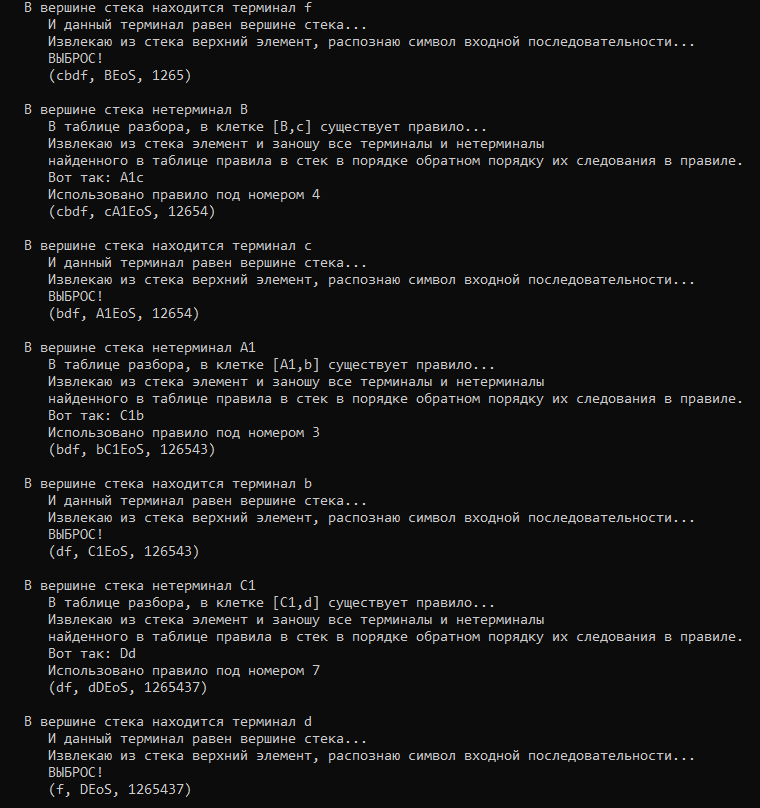 В вершине стека находится терминал f
И данный терминал равен вершине стека...
Извлекаю из стека верхний элемент, распознаю символ входной последовательности...
ВЫБРОС!
(cbdf, BEoS, 1265)
В вершине стека нетерминал B
В таблице разбора, в клетке [B,c] существует правило...
Извлекаю из стека элемент и заношу все терминалы и нетерминалы
найденного в таблице правила в стек в порядке обратном порядку их следования в правиле.
Вот так: A1c
Использовано правило под номером 4
(cbdf, cA1EoS, 12654)
В вершине стека находится терминал c
И данный терминал равен вершине стека...
Извлекаю из стека верхний элемент, распознаю символ входной последовательности...
ВЫБРОС!
(bdf, A1EoS, 12654)
В вершине стека нетерминал A1
В таблице разбора, в клетке [A1,b] существует правило...
Извлекаю из стека элемент и заношу все терминалы и нетерминалы
найденного в таблице правила в стек в порядке обратном порядку их следования в правиле.
Вот так: C1b
Использовано правило под номером 3
(bdf, bC1EoS, 126543)
В вершине стека находится терминал b
И данный терминал равен вершине стека...
Извлекаю из стека верхний элемент, распознаю символ входной последовательности...
ВЫБРОС!
(df, C1EoS, 126543)
В вершине стека нетерминал C1
В таблице разбора, в клетке [C1,d] существует правило...
Извлекаю из стека элемент и заношу все терминалы и нетерминалы
найденного в таблице правила в стек в порядке обратном порядку их следования в правиле.
Вот так: Dd
Использовано правило под номером 7
(df, dDEoS, 1265437)
В вершине стека находится терминал d
И данный терминал равен вершине стека...
Извлекаю из стека верхний элемент, распознаю символ входной последовательности...
ВЫБРОС!
(f, DEoS, 1265437)